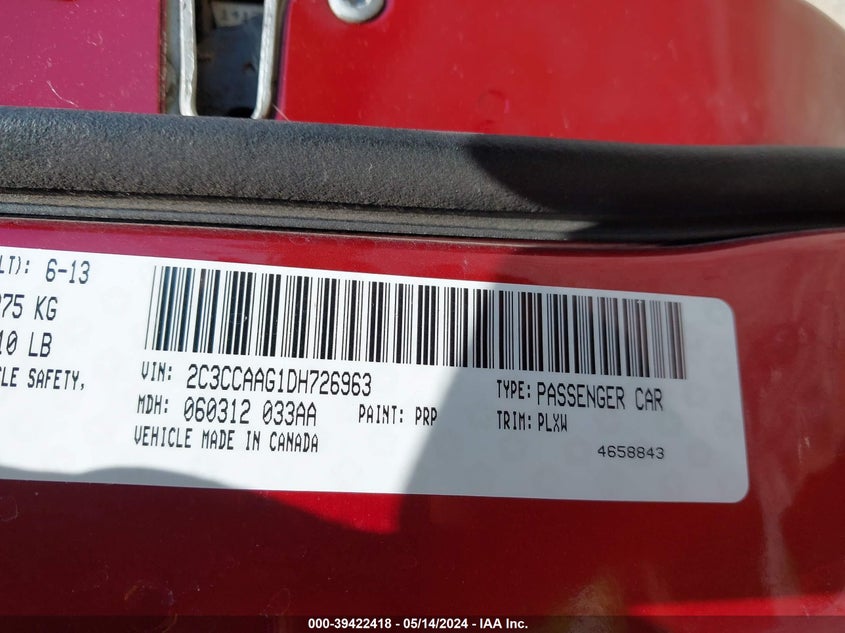 LT): 6-13
275 KG
10 LB
CLE SAFETY,
VIN: 2C3CCAAG1DH726963
TYPE: PASSENGER CAR
MDH: 060312 033AA
PAINT: PRP
TRIM: PLXW
VEHICLE MADE IN CANADA
4658843
000-39422418 - 05/14/2024 - IAA Inc.